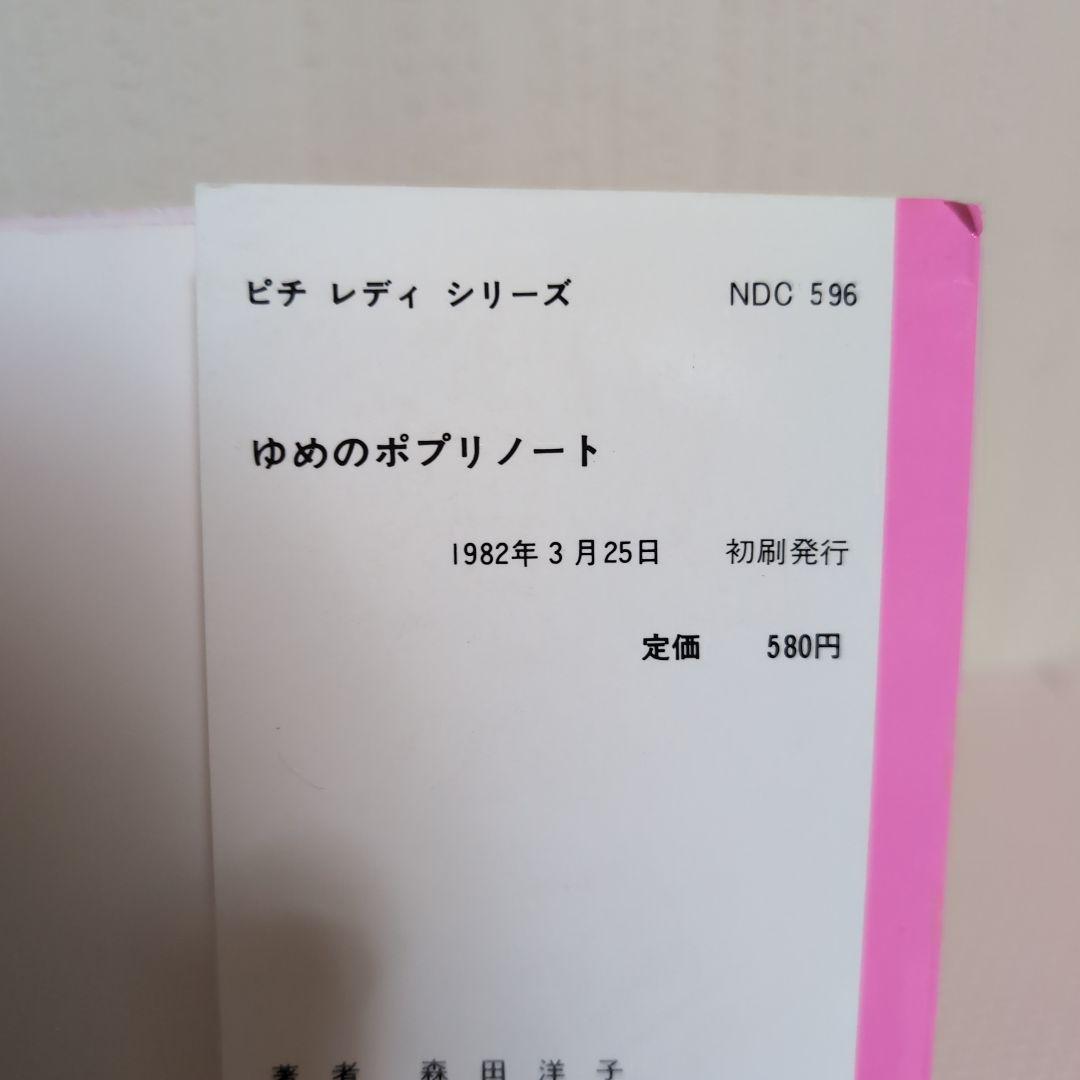 ピチ レディ シリーズ NDC 596
ゆめのポプリノート
1982年3月25日 初刷発行
定価 580円
著者 森田洋子